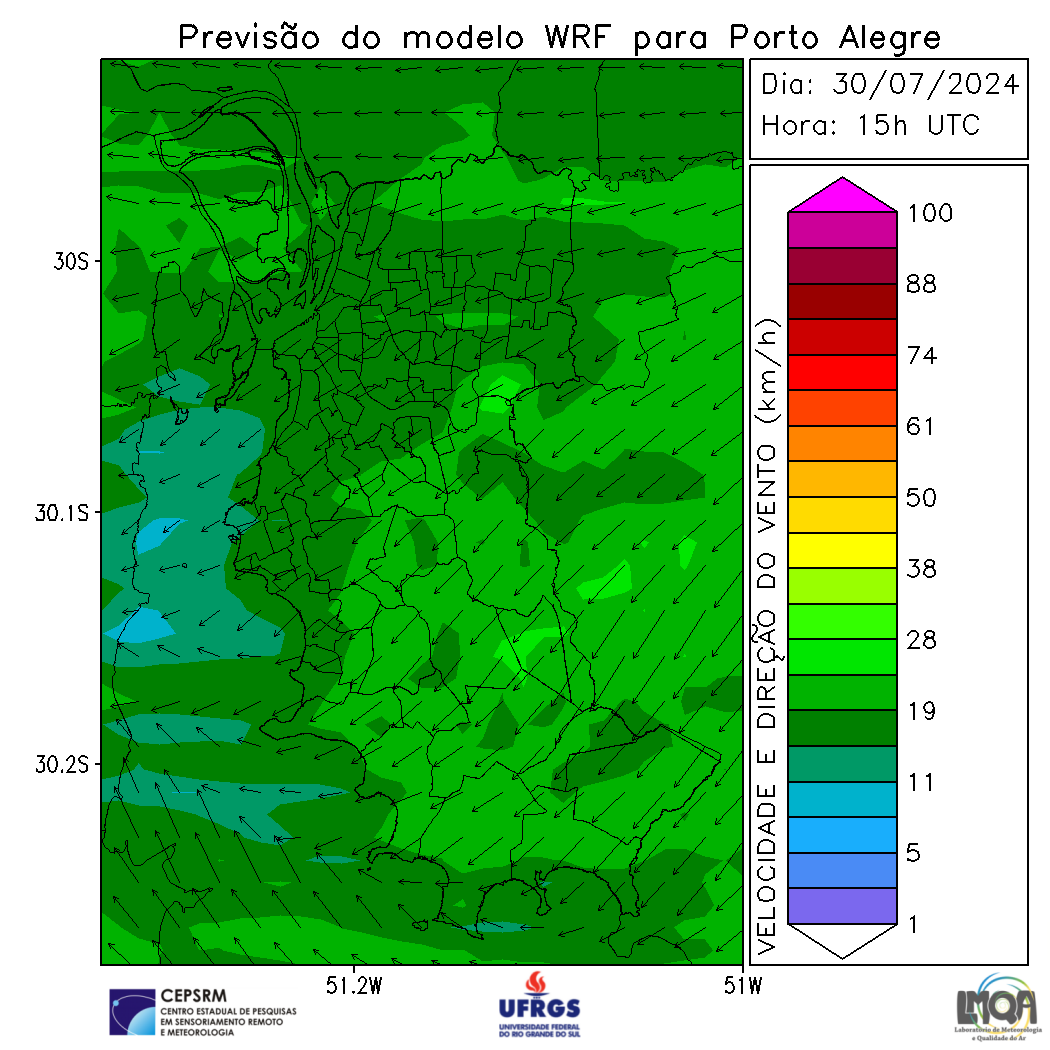 Previsão do modelo WRF para Porto Alegre
Dia: 30/07/2024
Hora: 15h UTC
30S
30.1S
30.2S
51.2W
51W
VELOCIDADE E DIREÇÃO DO VENTO (km/h)
100
88
74
61
50
38
28
19
11
5
1
CEPSRM
CENTRO ESTADUAL DE PESQUISAS
EM SENSORIAMENTO REMOTO
E METEOROLOGIA
UFRGS
UNIVERSIDADE FEDERAL
DO RIO GRANDE DO SUL
LMQA
Laboratório de Meteorologia
e Qualidade do Ar